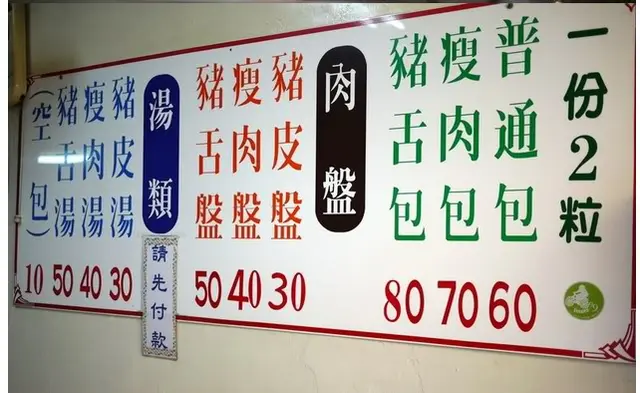 一份2粒
普通包 60
瘦肉包 70
豬舌包 80
肉盤
豬皮盤 30
瘦肉盤 40
豬舌盤 50
湯類
請先付款
豬皮湯 30
瘦肉湯 40
豬舌湯 50
(空包) 10